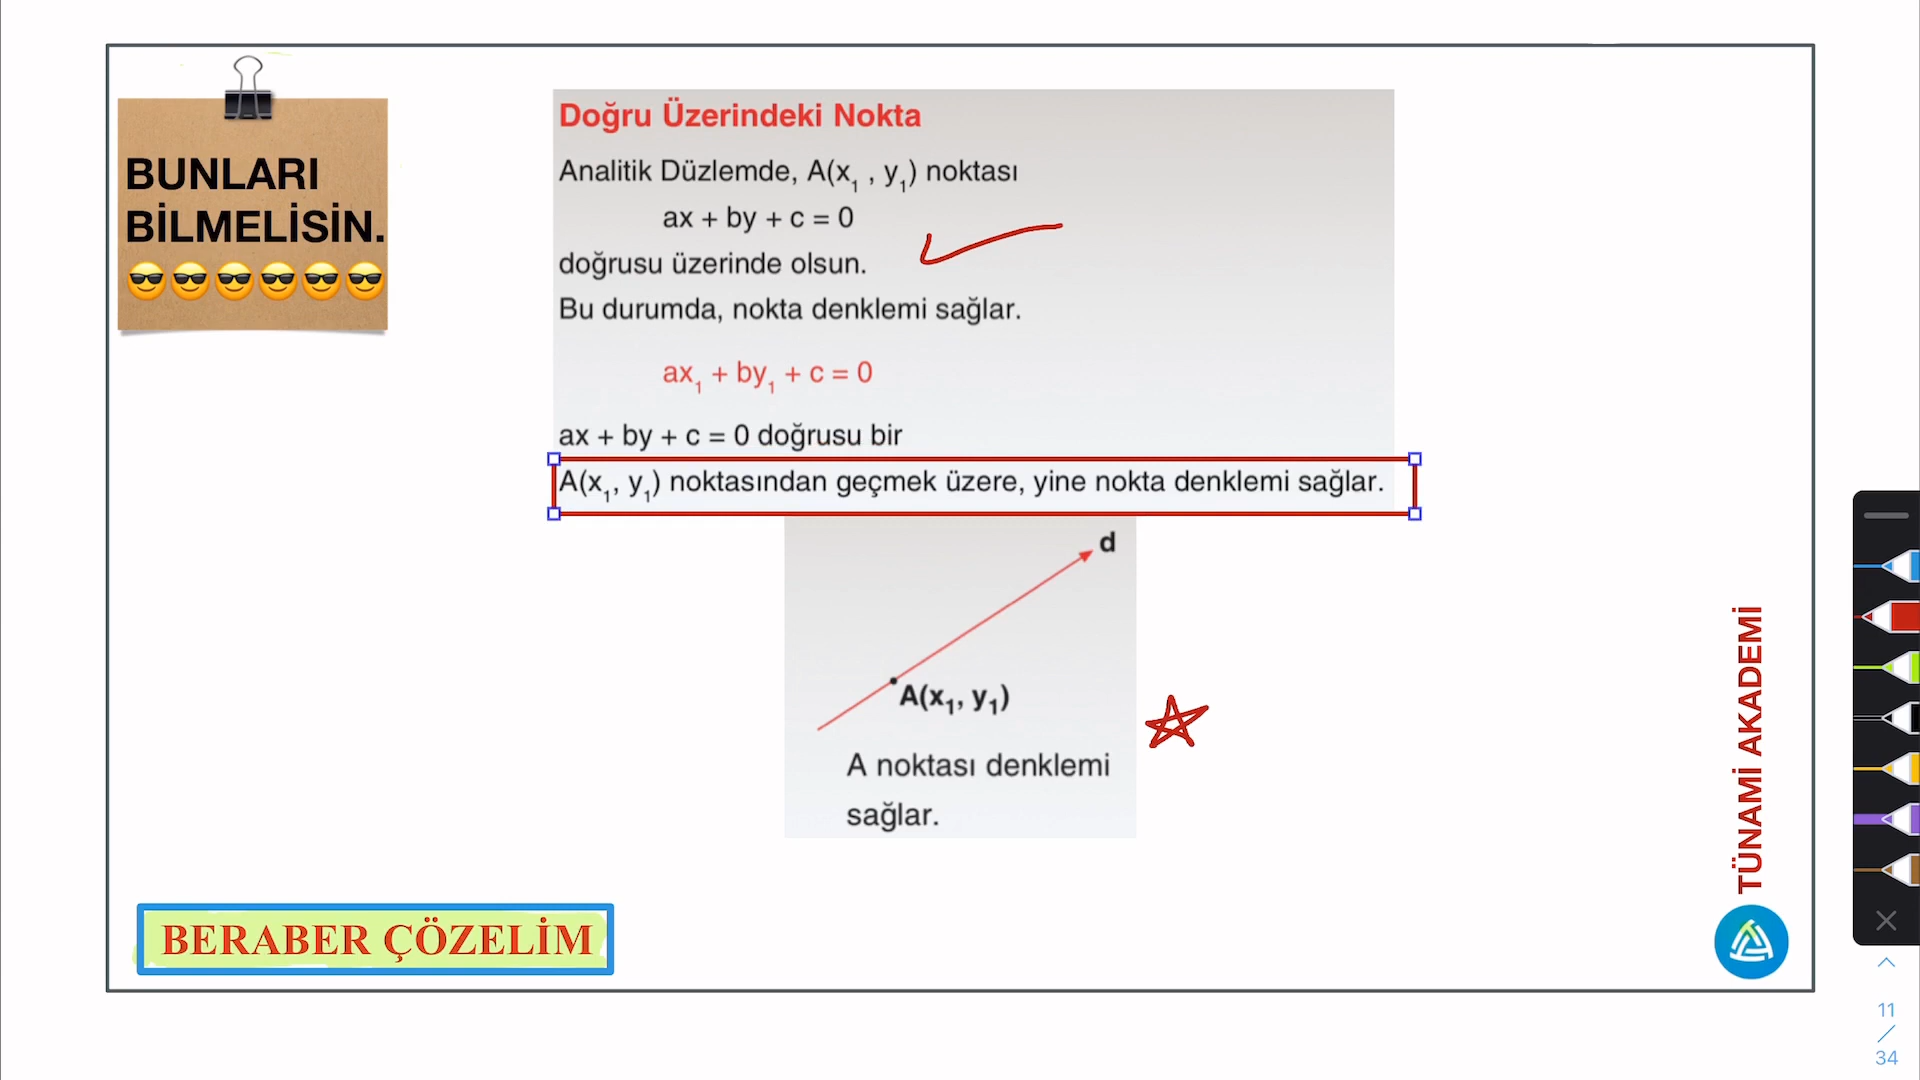 BUNLARI
BİLMELİSİN.
Doğru Üzerindeki Nokta
Analitik Düzlemde, A(x₁ , y₁) noktası
ax + by + c = 0
doğrusu üzerinde olsun.
Bu durumda, nokta denklemi sağlar.
ax₁ + by₁ + c = 0
ax + by + c = 0 doğrusu bir
A(x₁, y₁) noktasından geçmek üzere, yine nokta denklemi sağlar.
d
A(x₁, y₁)
A noktası denklemi
sağlar.
BERABER ÇÖZELİM
TÜNAMİ AKADEMİ
11
/
34